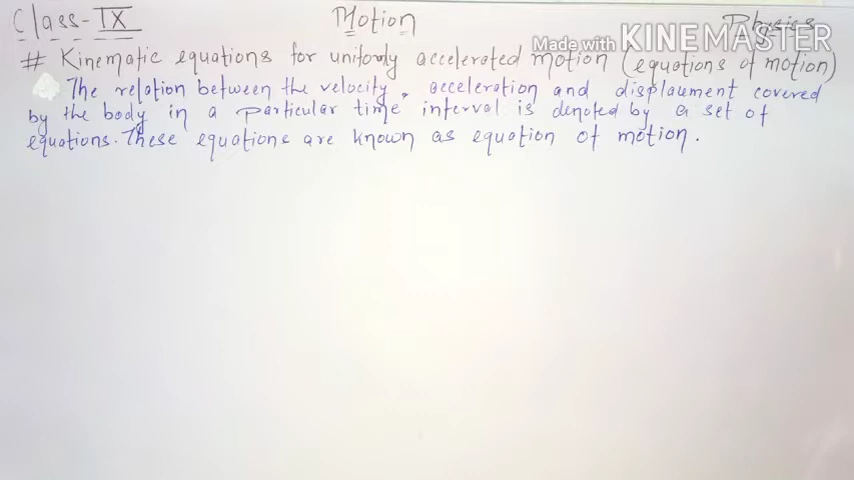 Class-IX Motion Physics
Made with KINEMASTER
# Kinematic equations for uniformly accelerated motion (equations of motion)
The relation between the velocity, acceleration and displacement covered
by the body in a particular time interval is denoted by a set of
equations. These equations are known as equation of motion.